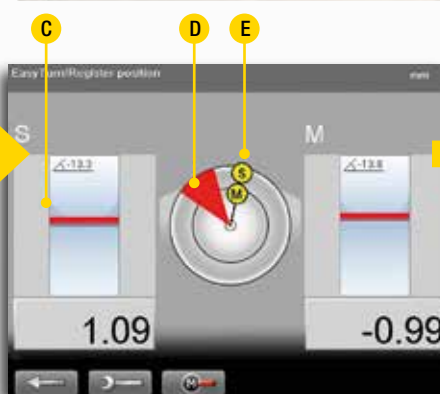 C D E
EasyTurn/Register position mm
S M
∡-13.3 ∡-13.8
S
M
1.09 -0.99
M